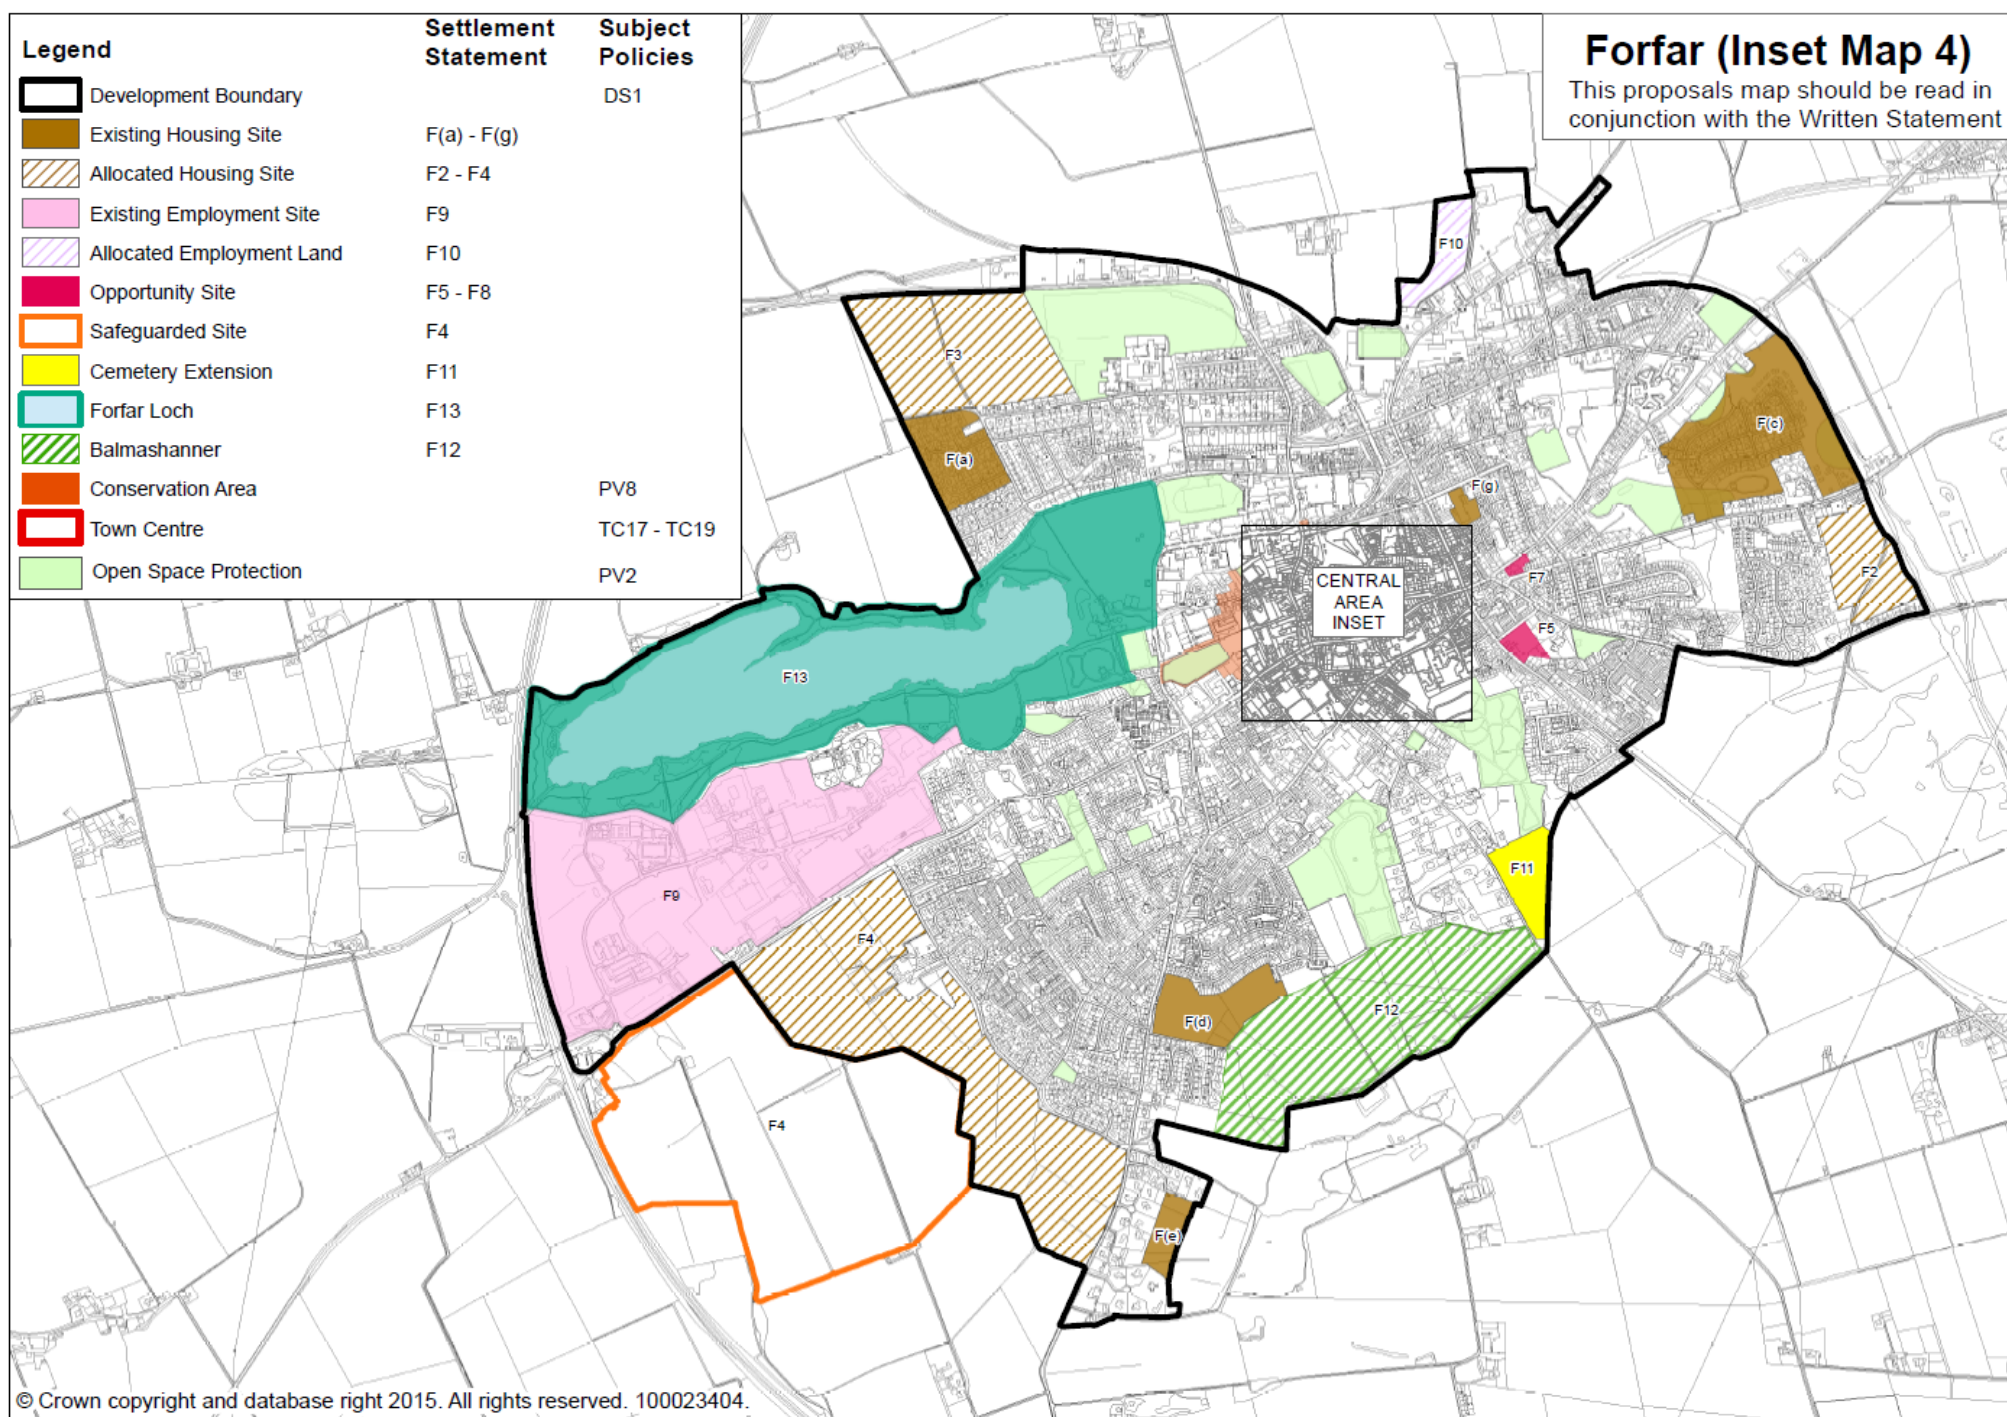 Legend
Settlement
Statement
Subject
Policies
Development Boundary DS1
Existing Housing Site F(a) - F(g)
Allocated Housing Site F2 - F4
Existing Employment Site F9
Allocated Employment Land F10
Opportunity Site F5 - F8
Safeguarded Site F4
Cemetery Extension F11
Forfar Loch F13
Balmashanner F12
Conservation Area PV8
Town Centre TC17 - TC19
Open Space Protection PV2
Forfar (Inset Map 4)
This proposals map should be read in
conjunction with the Written Statement
F10
F3
F(c)
F(a)
F(g)
F7
F2
CENTRAL
AREA
INSET
F5
F13
F11
F9
F4
F12
F(d)
F4
F(e)
© Crown copyright and database right 2015. All rights reserved. 100023404.